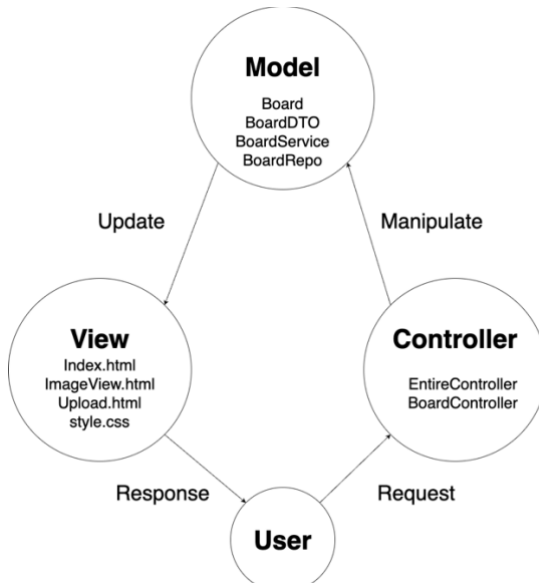 Model
Board
BoardDTO
BoardService
BoardRepo
Update
Manipulate
View
Index.html
ImageView.html
Upload.html
style.css
Controller
EntireController
BoardController
Response
Request
User